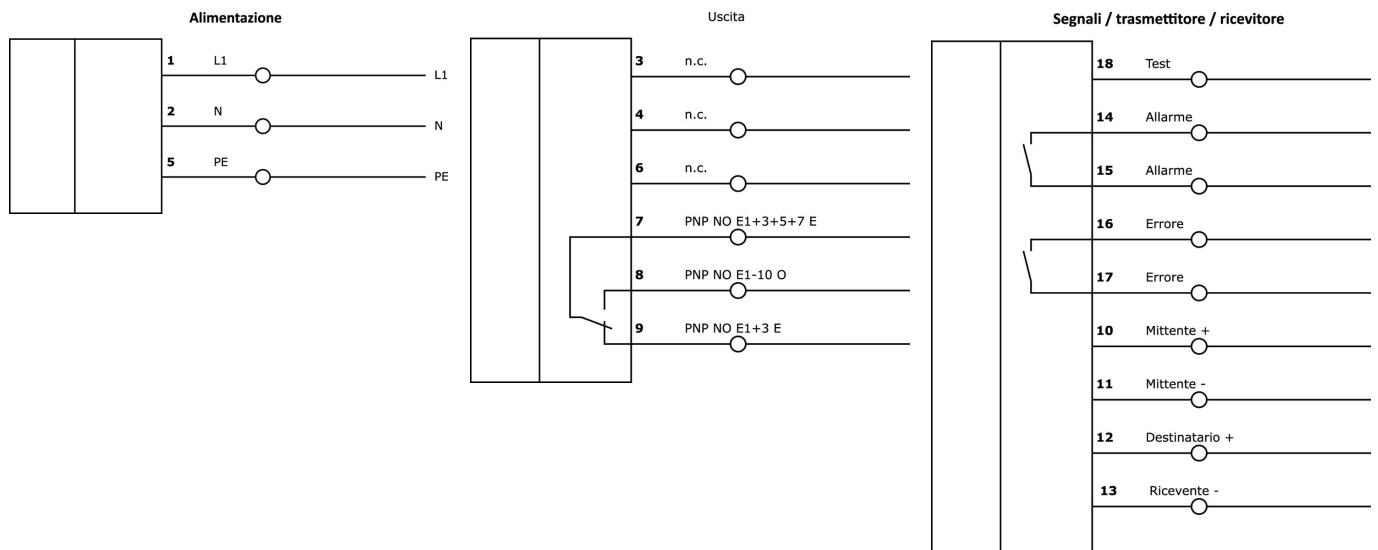 Alimentazione
1 L1 L1
2 N N
5 PE PE
Uscita
3 n.c.
4 n.c.
6 n.c.
7 PNP NO E1+3+5+7 E
8 PNP NO E1-10 O
9 PNP NO E1+3 E
Segnali / trasmettitore / ricevitore
18 Test
14 Allarme
15 Allarme
16 Errore
17 Errore
10 Mittente +
11 Mittente -
12 Destinatario +
13 Ricevente -